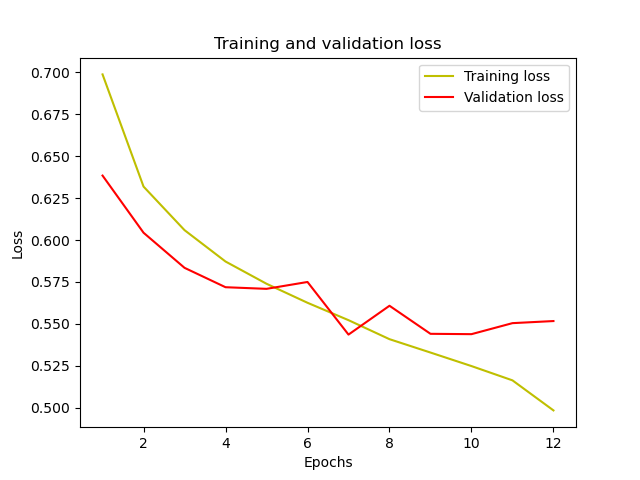 Training and validation loss
Training loss
Validation loss
0.700
0.675
0.650
0.625
0.600
0.575
0.550
0.525
0.500
Loss
2 4 6 8 10 12
Epochs